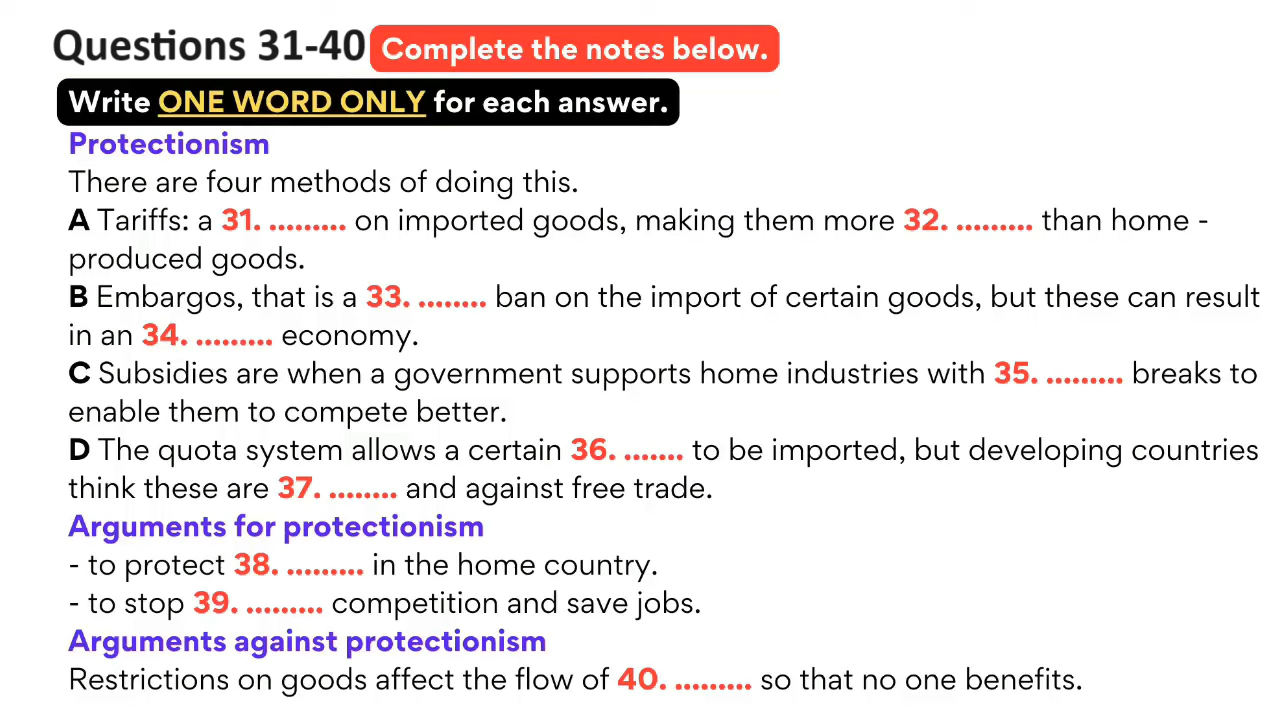 Questions 31-40 Complete the notes below.
Write ONE WORD ONLY for each answer.
Protectionism
There are four methods of doing this.
A Tariffs: a 31. ......... on imported goods, making them more 32. ......... than home -
produced goods.
B Embargos, that is a 33. ........ ban on the import of certain goods, but these can result
in an 34. ......... economy.
C Subsidies are when a government supports home industries with 35. ......... breaks to
enable them to compete better.
D The quota system allows a certain 36. ....... to be imported, but developing countries
think these are 37. ........ and against free trade.
Arguments for protectionism
- to protect 38. ......... in the home country.
- to stop 39. ......... competition and save jobs.
Arguments against protectionism
Restrictions on goods affect the flow of 40. ......... so that no one benefits.